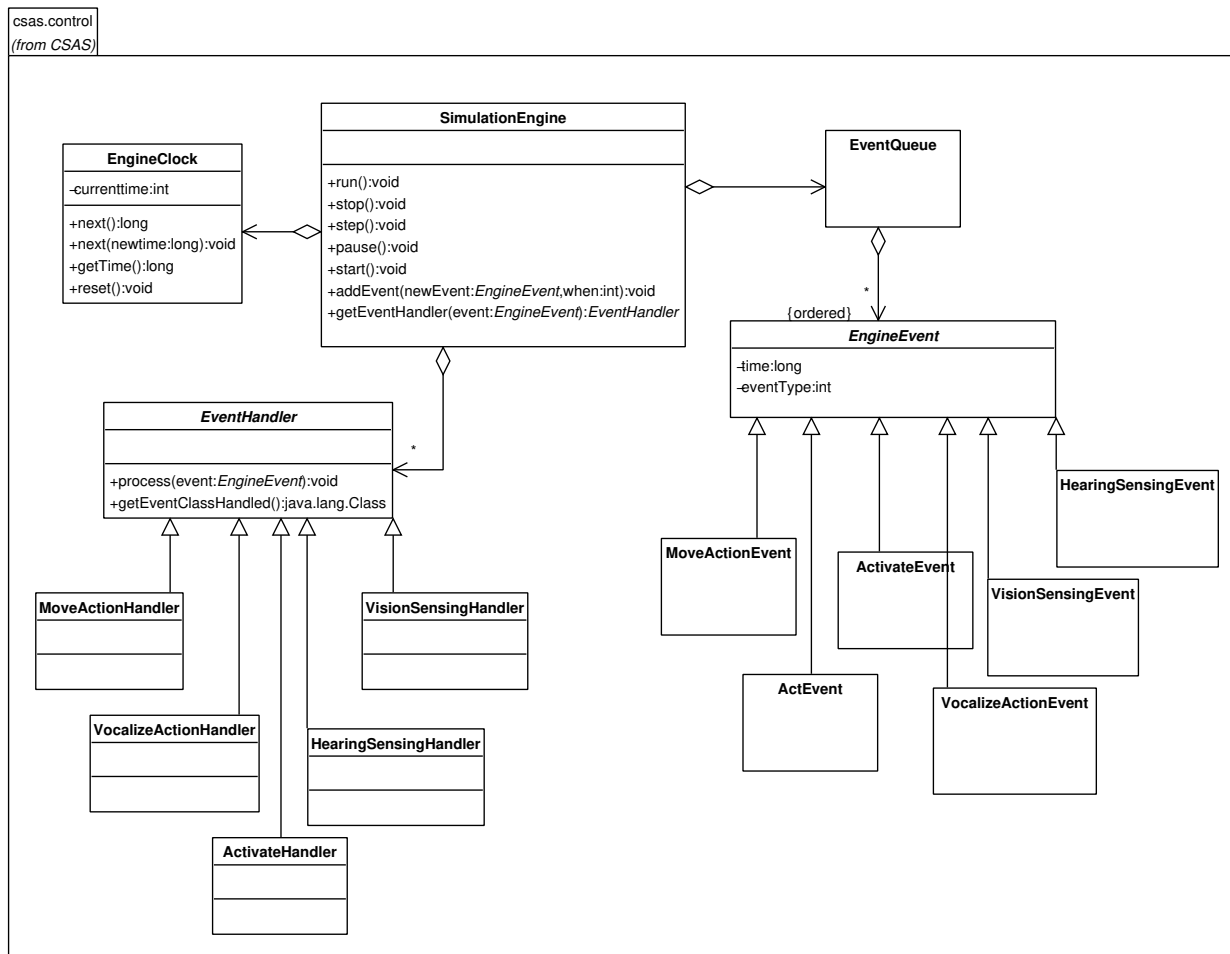 csas.control
(from CSAS)
SimulationEngine
+run():void
+stop():void
+step():void
+pause():void
+start():void
+addEvent(newEvent:EngineEvent,when:int):void
+getEventHandler(event:EngineEvent):EventHandler
EngineClock
-currenttime:int
+next():long
+next(newtime:long):void
+getTime():long
+reset():void
EventQueue
*
{ordered}
EngineEvent
-time:long
-eventType:int
EventHandler
*
+process(event:EngineEvent):void
+getEventClassHandled():java.lang.Class
HearingSensingEvent
MoveActionEvent
ActivateEvent
VisionSensingEvent
ActEvent
VocalizeActionEvent
MoveActionHandler
VisionSensingHandler
VocalizeActionHandler
HearingSensingHandler
ActivateHandler